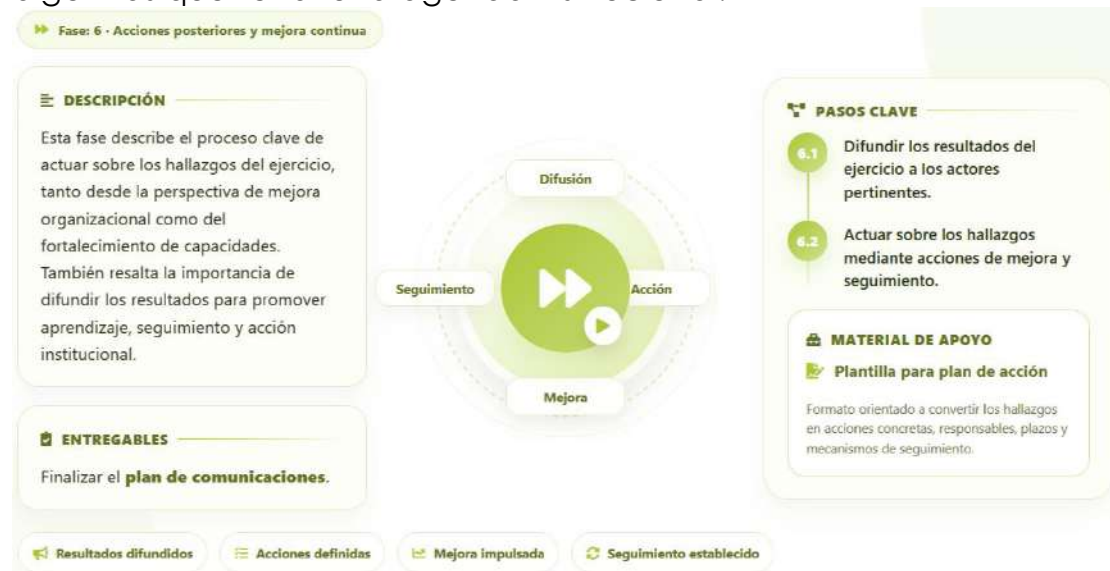 Fase: 6 · Acciones posteriores y mejora continua
DESCRIPCIÓN
Esta fase describe el proceso clave de
actuar sobre los hallazgos del ejercicio,
tanto desde la perspectiva de mejora
organizacional como del
fortalecimiento de capacidades.
También resalta la importancia de
difundir los resultados para promover
aprendizaje, seguimiento y acción
institucional.
ENTREGABLES
Finalizar el plan de comunicaciones.
Difusión
Seguimiento
Acción
Mejora
PASOS CLAVE
6.1
Difundir los resultados del
ejercicio a los actores
pertinentes.
6.2
Actuar sobre los hallazgos
mediante acciones de mejora y
seguimiento.
MATERIAL DE APOYO
Plantilla para plan de acción
Formato orientado a convertir los hallazgos
en acciones concretas, responsables, plazos y
mecanismos de seguimiento.
Resultados difundidos
Acciones definidas
Mejora impulsada
Seguimiento establecido